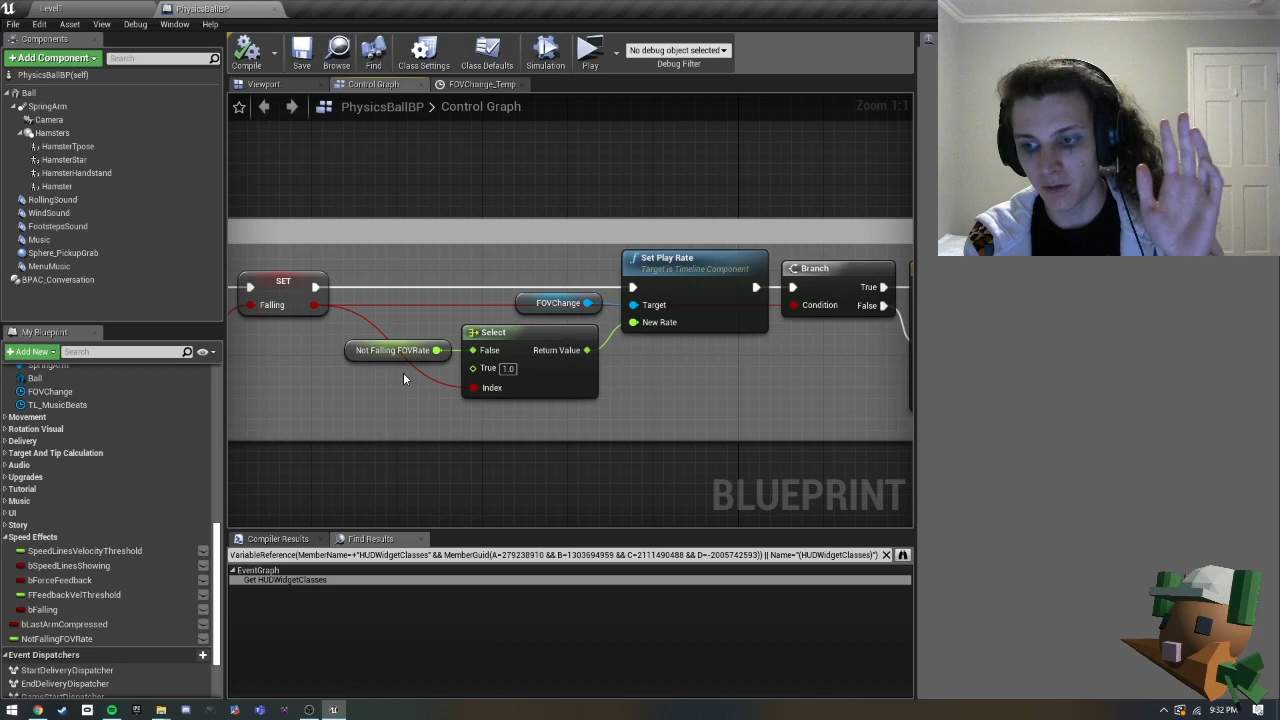 LevelT
PhysicsBallBP
File Edit Asset View Debug Window Help
Components
+ Add Component
Search
PhysicsBallBP(self)
Ball
SpringArm
Camera
Hamsters
HamsterTpose
HamsterStar
HamsterHandstand
Hamster
RollingSound
WindSound
FootstepsSound
Music
Sphere_PickupGrab
MenuMusic
BPAC_Conversation
My Blueprint
+ Add New
Search
SpringArm
Ball
FOVChange
TL_MusicBeats
Movement
Rotation Visual
Delivery
Target And Tip Calculation
Audio
Upgrades
Tutorial
Music
UI
Story
Speed Effects
SpeedLinesVelocityThreshold
bSpeedLinesShowing
bForceFeedback
FFeedbackVelThreshold
bFalling
bLastArmCompressed
NotFallingFOVRate
Event Dispatchers
StartDeliveryDispatcher
EndDeliveryDispatcher
GameStartDispatcher
Compile
Save
Browse
Find
Class Settings
Class Defaults
Simulation
Play
No debug object selected
Debug Filter
Viewport
Control Graph
FOVChange_Temp
PhysicsBallBP > Control Graph
Zoom 1:1
SET
Falling
Not Falling FOVRate
Select
False
Return Value
True 1.0
Index
FOVChange
Set Play Rate
Target is Timeline Component
Target
New Rate
Branch
True
Condition
False
BLUEPRINT
Compiler Results
Find Results
VariableReference(MemberName=+"HUDWidgetClasses" && MemberGuid(A=279238910 && B=1303694959 && C=2111490488 && D=-2005742593)) || Name="(HUDWidgetClasses)")
EventGraph
Get HUDWidgetClasses
9:32 PM